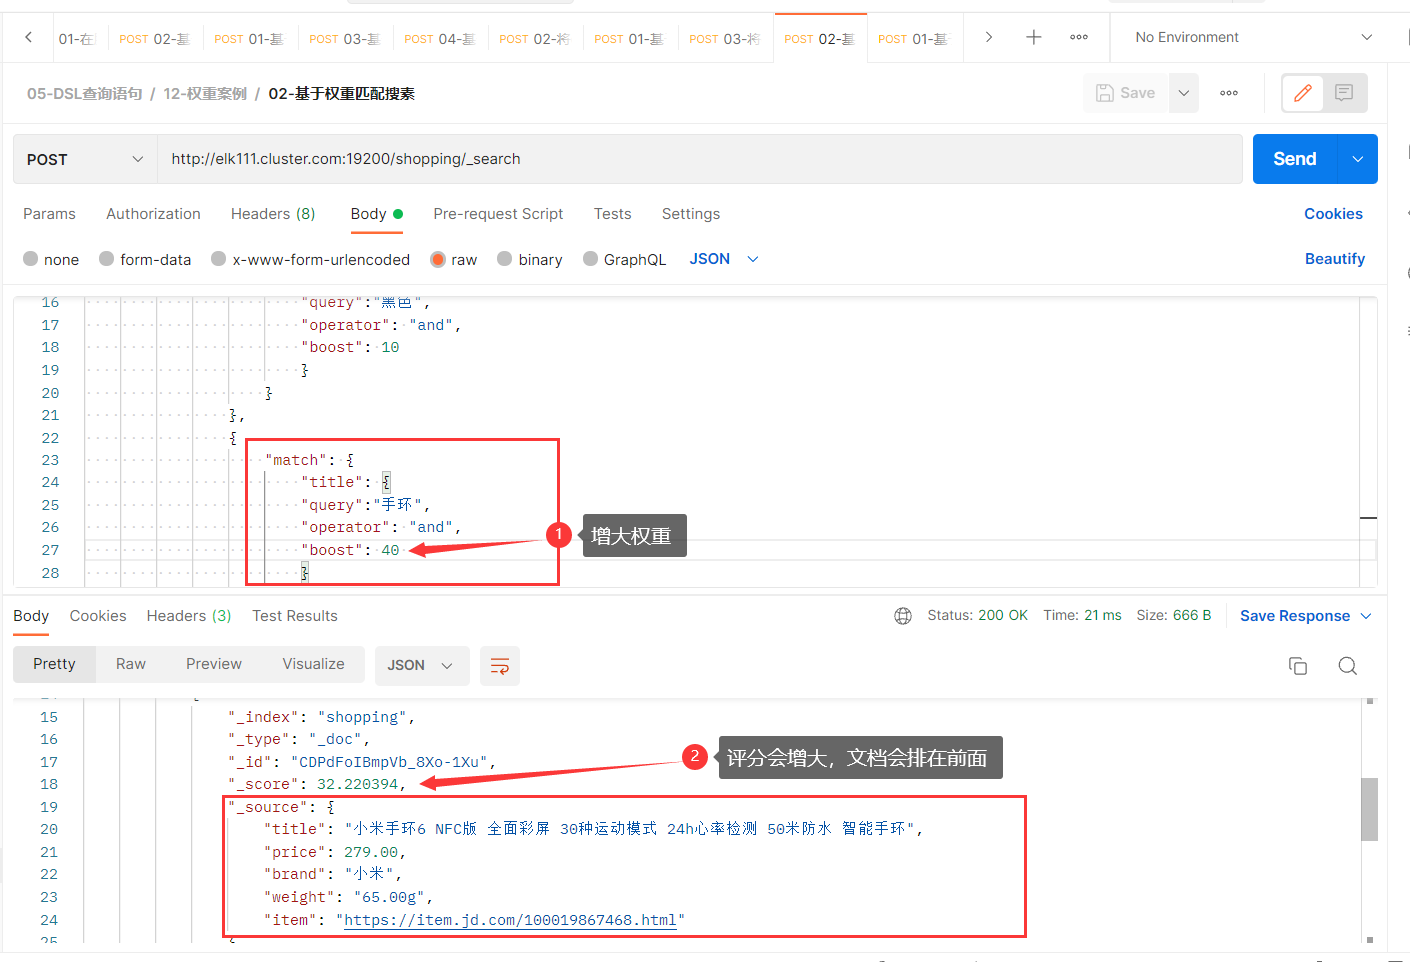 01-在
POST 02-基
POST 01-基
POST 03-基
POST 04-基
POST 02-将
POST 01-基
POST 03-将
POST 02-基
POST 01-基
No Environment
05-DSL查询语句 / 12-权重案例 / 02-基于权重匹配搜素
Save
POST
http://elk111.cluster.com:19200/shopping/_search
Send
Params Authorization Headers (8) Body Pre-request Script Tests Settings
Cookies
none form-data x-www-form-urlencoded raw binary GraphQL JSON
Beautify
16 "query":"黑色",
17 "operator": "and",
18 "boost": 10
19 }
20 }
21 },
22 {
23 "match": {
24 "title": {
25 "query":"手环",
26 "operator": "and",
27 "boost": 40
28 }
1 增大权重
Body Cookies Headers (3) Test Results
Status: 200 OK Time: 21 ms Size: 666 B Save Response
Pretty Raw Preview Visualize JSON
15 "_index": "shopping",
16 "_type": "_doc",
17 "_id": "CDPdFoIBmpVb_8Xo-1Xu",
18 "_score": 32.220394,
2 评分会增大，文档会排在前面
19 "_source": {
20 "title": "小米手环6 NFC版 全面彩屏 30种运动模式 24h心率检测 50米防水 智能手环",
21 "price": 279.00,
22 "brand": "小米",
23 "weight": "65.00g",
24 "item": "https://item.jd.com/100019867468.html"
25